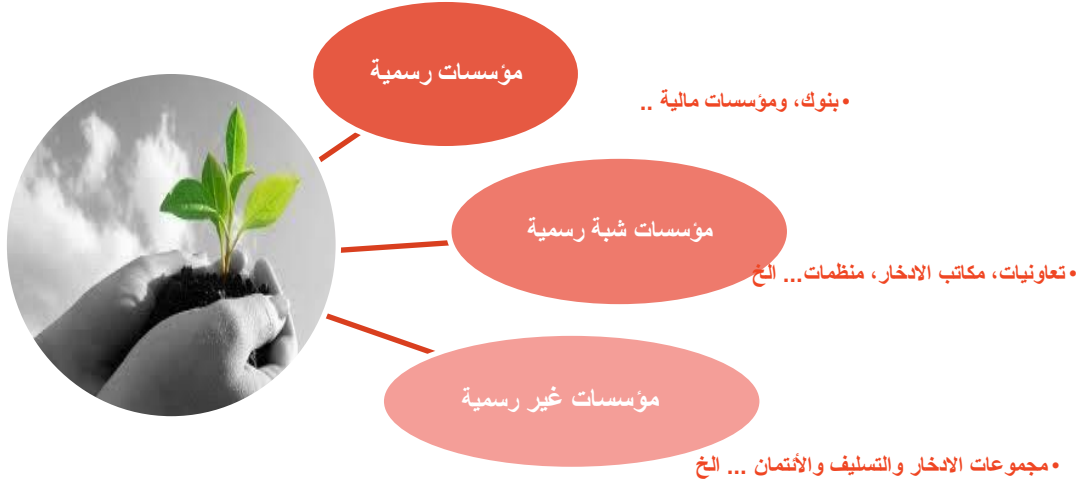 مؤسسات رسمية
• بنوك، ومؤسسات مالية ..
مؤسسات شبة رسمية
• تعاونيات، مكاتب الادخار، منظمات... الخ
مؤسسات غير رسمية
• مجموعات الادخار والتسليف والأئتمان ... الخ